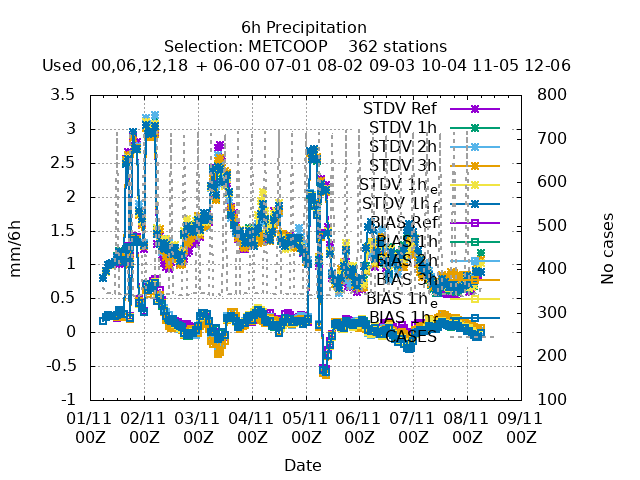 6h Precipitation
Selection: METCOOP 362 stations
Used 00,06,12,18 + 06-00 07-01 08-02 09-03 10-04 11-05 12-06
3.5
3
2.5
2
1.5
1
0.5
0
-0.5
-1
mm/6h
800
700
600
500
400
300
200
100
No cases
STDV Ref
STDV 1h
STDV 2h
STDV 3h
STDV 1h e
STDV 1h f
BIAS Ref
BIAS 1h
BIAS 2h
BIAS 3h
BIAS 1h e
BIAS 1h f
CASES
01/11 02/11 03/11 04/11 05/11 06/11 07/11 08/11 09/11
00Z 00Z 00Z 00Z 00Z 00Z 00Z 00Z 00Z
Date